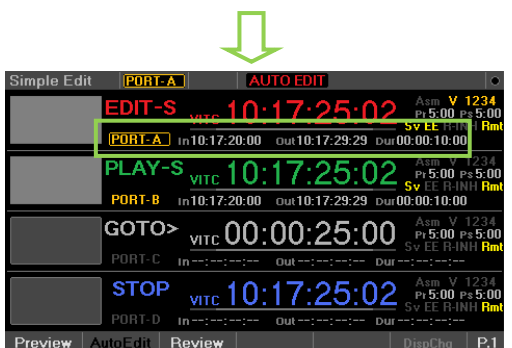 Simple Edit PORT-A AUTO EDIT
EDIT-S VITC 10:17:25:02 Asm V 1234
Pr 5:00 Ps 5:00
Sv EE R-INH Rmt
PORT-A In 10:17:20:00 Out 10:17:29:29 Dur 00:00:10:00
PLAY-S VITC 10:17:25:02 Asm V 1234
Pr 5:00 Ps 5:00
Sv EE R-INH Rmt
PORT-B In 10:17:20:00 Out 10:17:29:29 Dur 00:00:10:00
GOTO> VITC 00:00:25:00 Asm V 1234
Pr 5:00 Ps 5:00
Sv EE R-INH Rmt
PORT-C In --:--:--:-- Out --:--:--:-- Dur --:--:--:--
STOP VITC 10:17:25:02 Asm V 1234
Pr 5:00 Ps 5:00
Sv EE R-INH Rmt
PORT-D In --:--:--:-- Out --:--:--:-- Dur --:--:--:--
Preview AutoEdit Review DispChg P.1